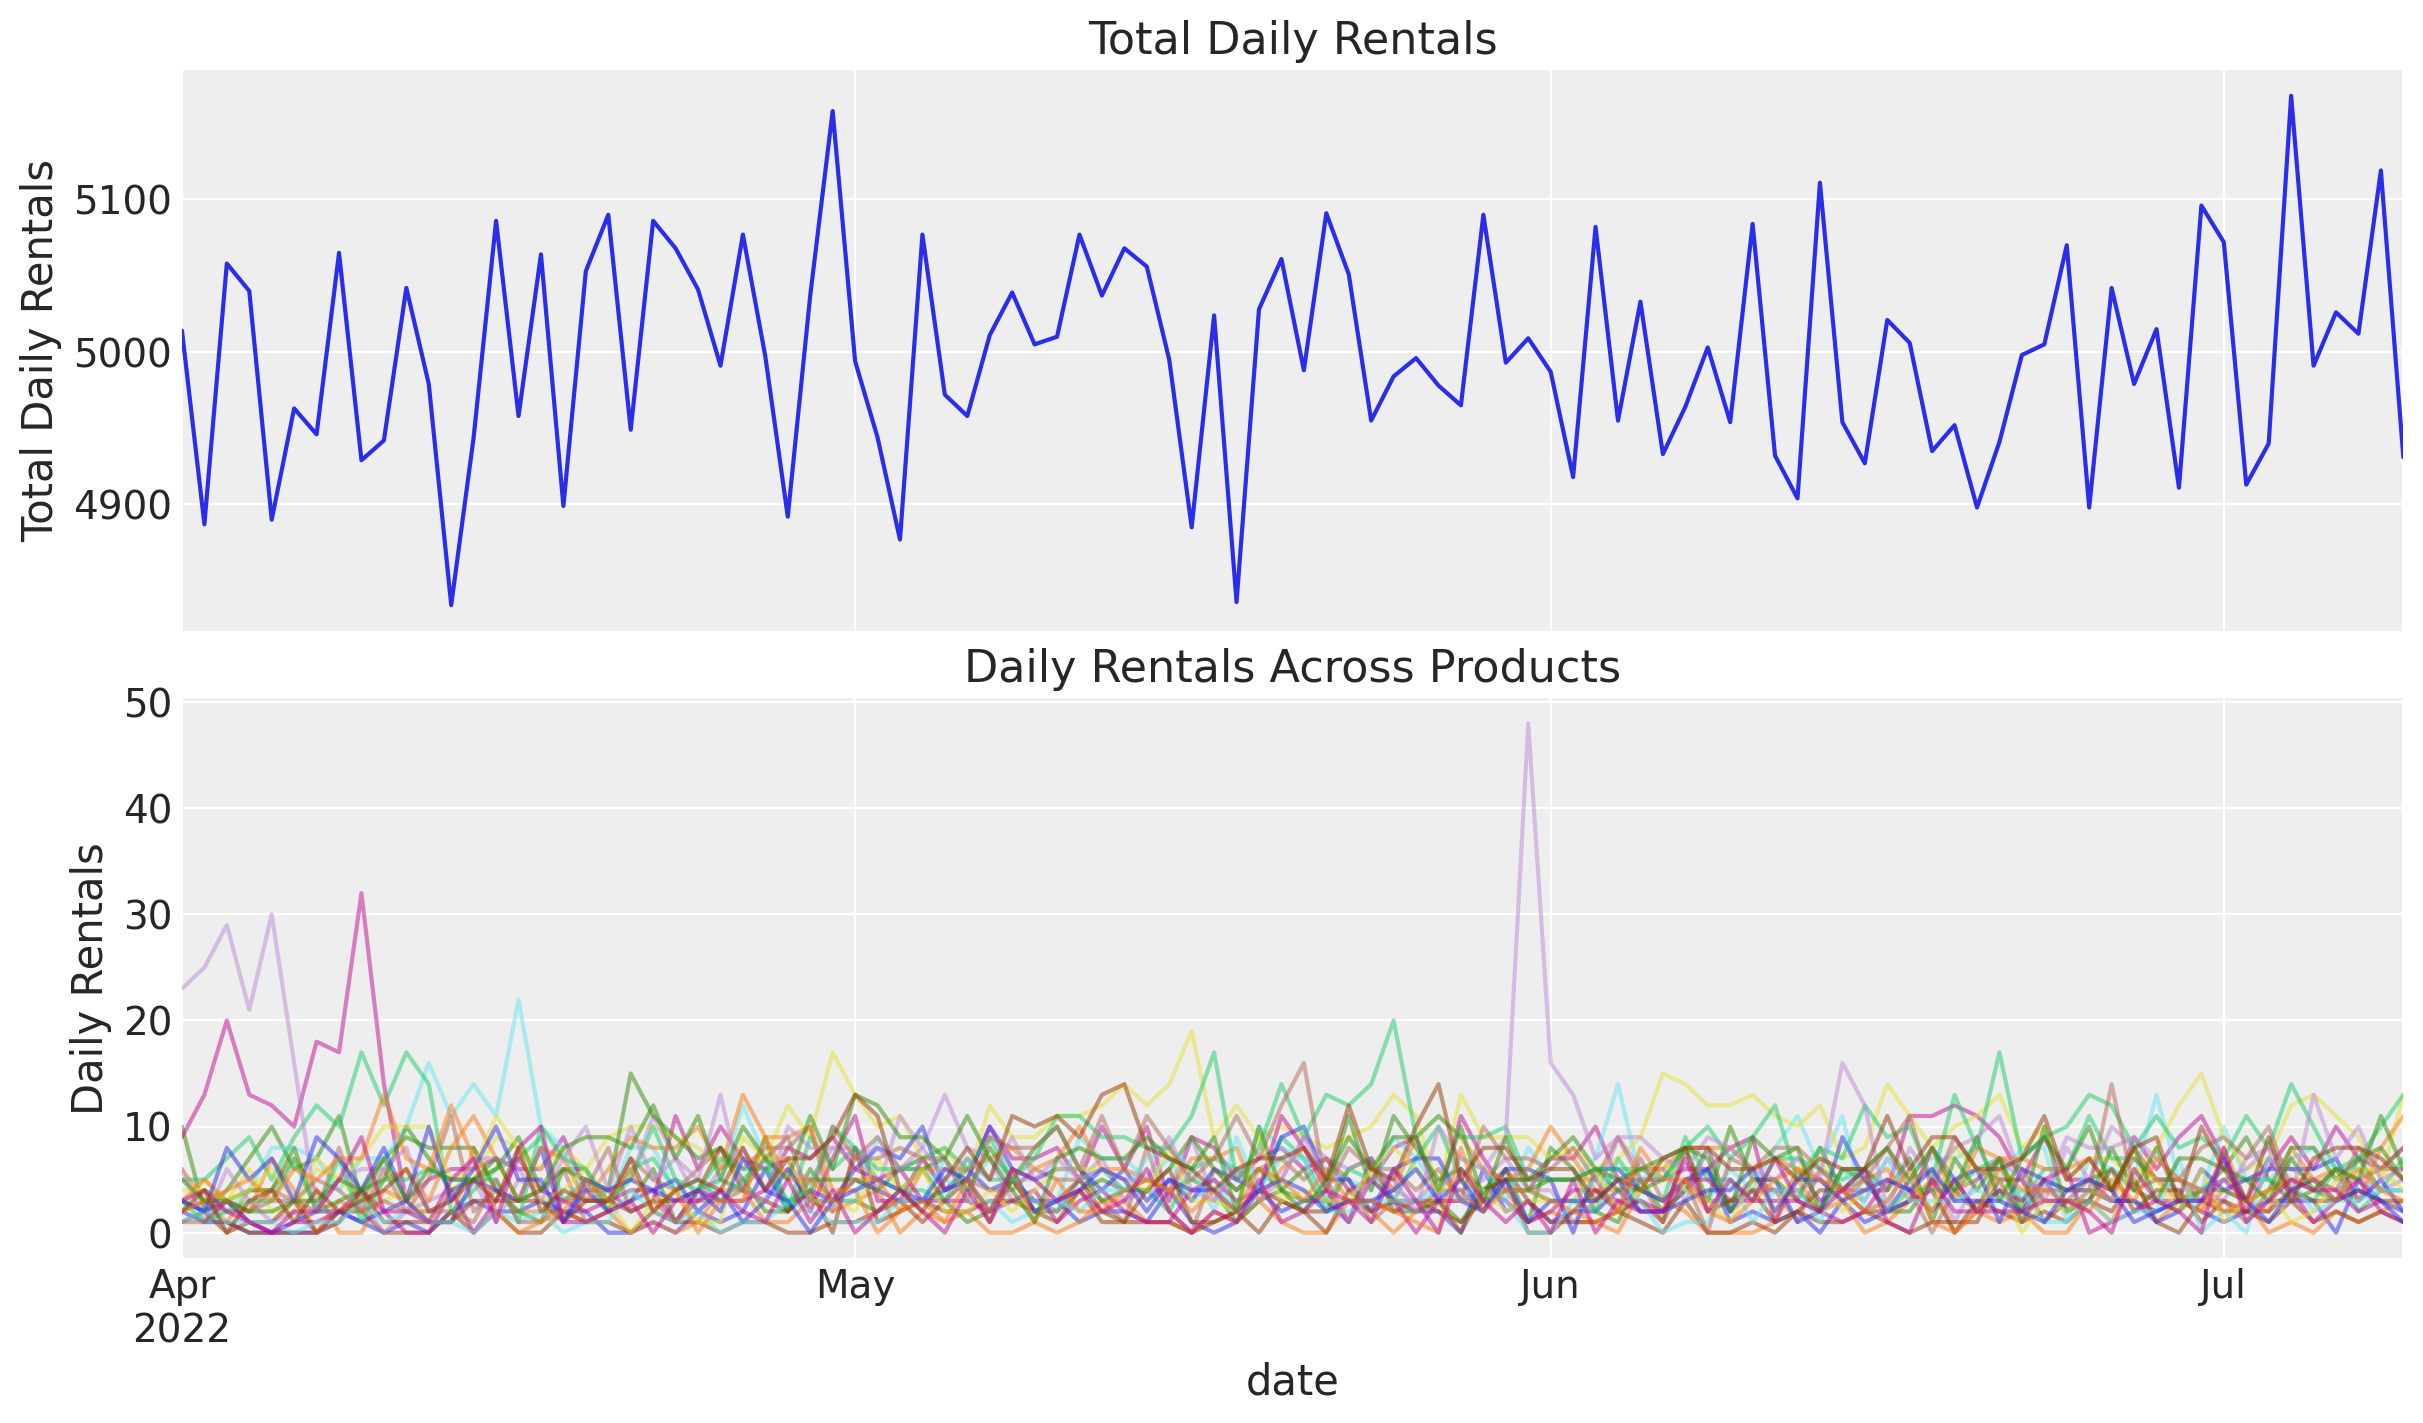 Total Daily Rentals
Total Daily Rentals
5100
5000
4900
Daily Rentals Across Products
Daily Rentals
50
40
30
20
10
0
Apr May Jun Jul
2022
date